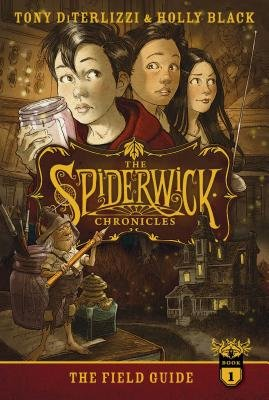 TONY DiTERLIZZI & HOLLY BLACK
THE
SPIDERWICK
CHRONICLES
BOOK
1
THE FIELD GUIDE